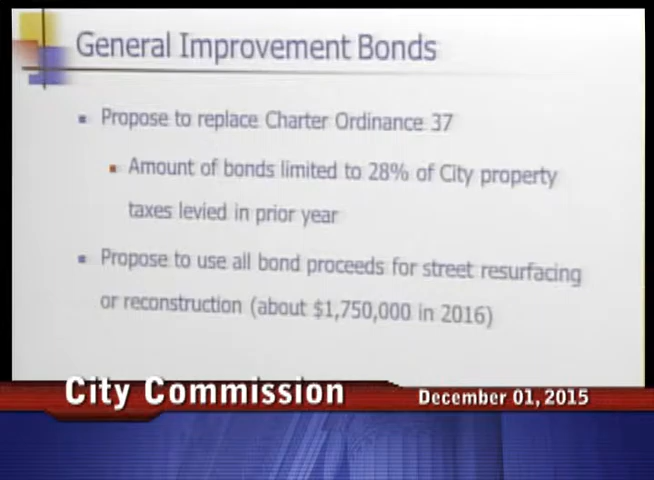 General Improvement Bonds
Propose to replace Charter Ordinance 37
Amount of bonds limited to 28% of City property
taxes levied in prior year
Propose to use all bond proceeds for street resurfacing
or reconstruction (about $1,750,000 in 2016)
City Commission
December 01, 2015